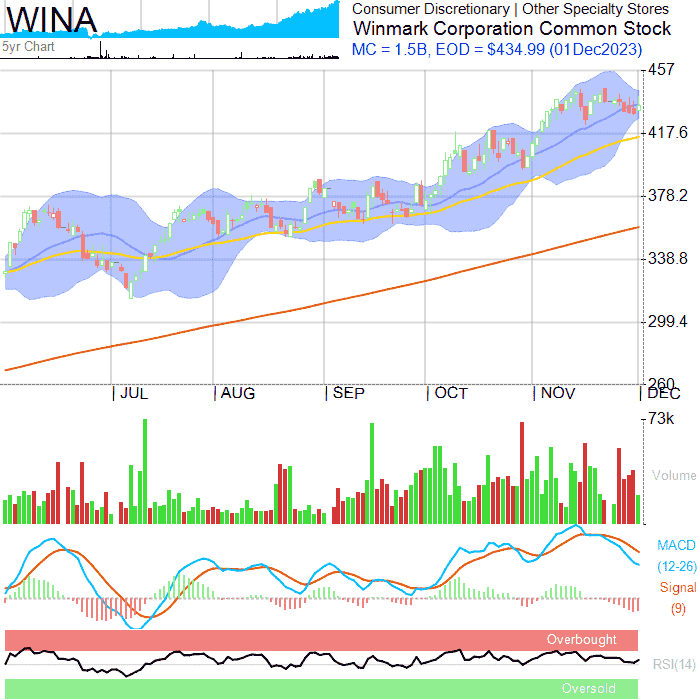 WINA
5yr Chart
Consumer Discretionary | Other Specialty Stores
Winmark Corporation Common Stock
MC = 1.5B, EOD = $434.99 (01Dec2023)
457
417.6
378.2
338.8
299.4
260
JUL AUG SEP OCT NOV DEC
73k
Volume
MACD
(12-26)
Signal
(9)
Overbought
RSI(14)
Oversold